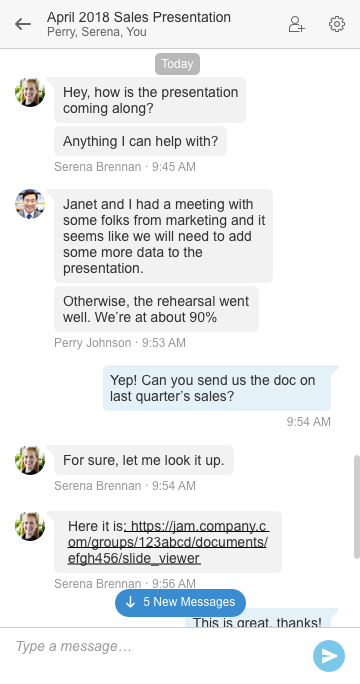 April 2018 Sales Presentation
Perry, Serena, You
Today
Hey, how is the presentation
coming along?
Anything I can help with?
Serena Brennan · 9:45 AM
Janet and I had a meeting with
some folks from marketing and it
seems like we will need to add
some more data to the
presentation.
Otherwise, the rehearsal went
well. We're at about 90%
Perry Johnson · 9:53 AM
Yep! Can you send us the doc on
last quarter's sales?
9:54 AM
For sure, let me look it up.
Serena Brennan · 9:54 AM
Here it is: https://jam.company.c
om/groups/123abcd/documents/
efgh456/slide_viewer
Serena Brennan · 9:56 AM
5 New Messages
This is great, thanks!
Type a message…